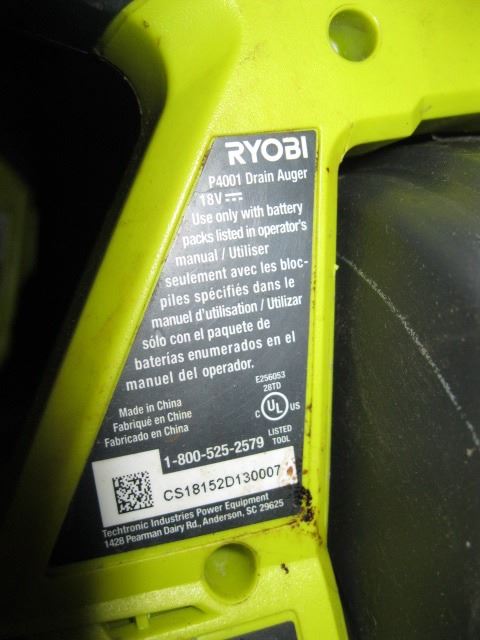 RYOBI
P4001 Drain Auger
18V
Use only with battery
packs listed in operator's
manual / Utiliser
seulement avec les bloc-
piles spécifiés dans le
manuel d'utilisation / Utilizar
sólo con el paquete de
baterías enumerados en el
manuel del operador.
E256053
28TD
C UL US
LISTED
TOOL
Made in China
Fabriqué en Chine
Fabricado en China
1-800-525-2579
CS18152D130007
Techtronic Industries Power Equipment
1428 Pearman Dairy Rd., Anderson, SC 29625